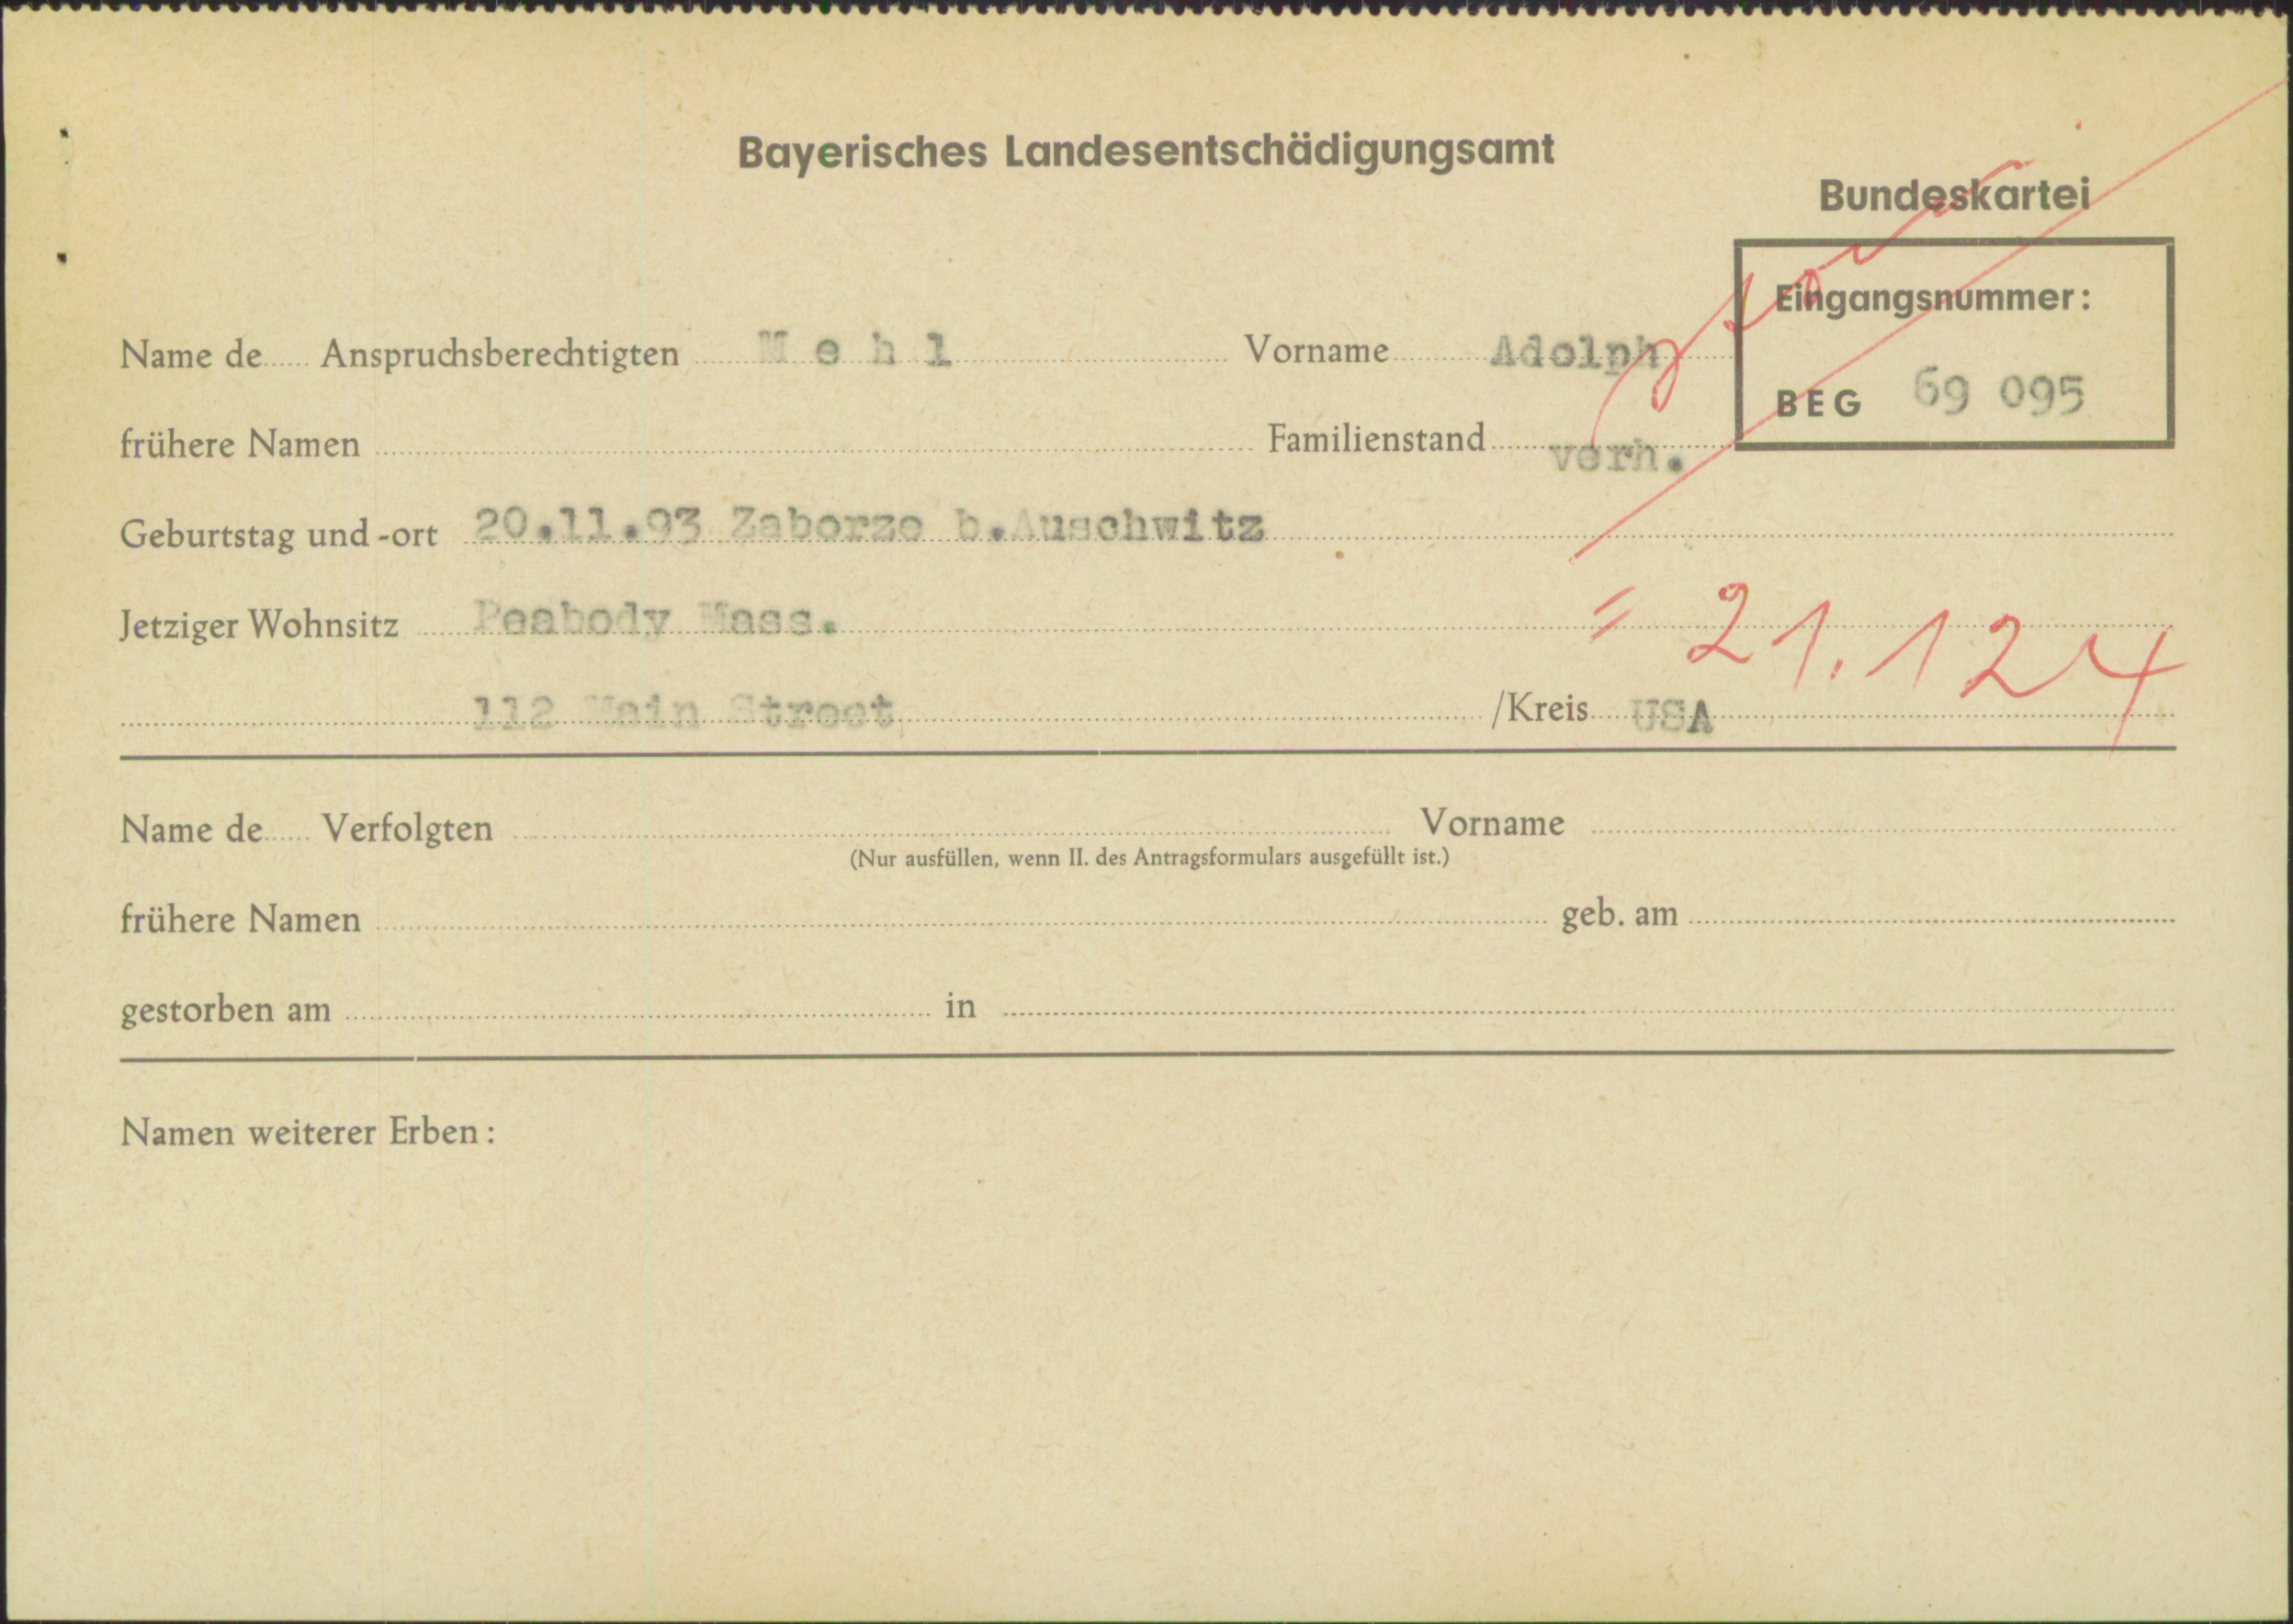 Bayerisches Landesentschädigungsamt
Bundeskartei
Eingangsnummer:
BEG 69 095
Name de...... Anspruchsberechtigten M e h l Vorname Adolph
frühere Namen Familienstand verh.
Geburtstag und -ort 20.11.93 Zaborze b.Auschwitz
Jetziger Wohnsitz Peabody Mass.
= 21.124
112 Main Street /Kreis USA
Name de...... Verfolgten Vorname
(Nur ausfüllen, wenn II. des Antragsformulars ausgefüllt ist.)
frühere Namen geb. am
gestorben am in
Namen weiterer Erben: